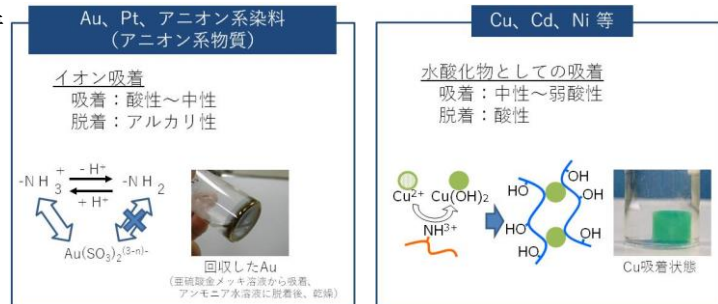 Au、Pt、アニオン系染料
（アニオン系物質）
イオン吸着
吸着：酸性～中性
脱着：アルカリ性
-NH3+
- H+
+ H+
-NH2
Au(SO3)2(3-n)-
回収したAu
（亜硫酸金メッキ溶液から吸着、
アンモニア水溶液に脱着後、乾燥）
Cu、Cd、Ni 等
水酸化物としての吸着
吸着：中性～弱酸性
脱着：酸性
Cu2+
Cu(OH)2
NH3+
HO
HO
HO
OH
OH
OH
OH
Cu吸着状態